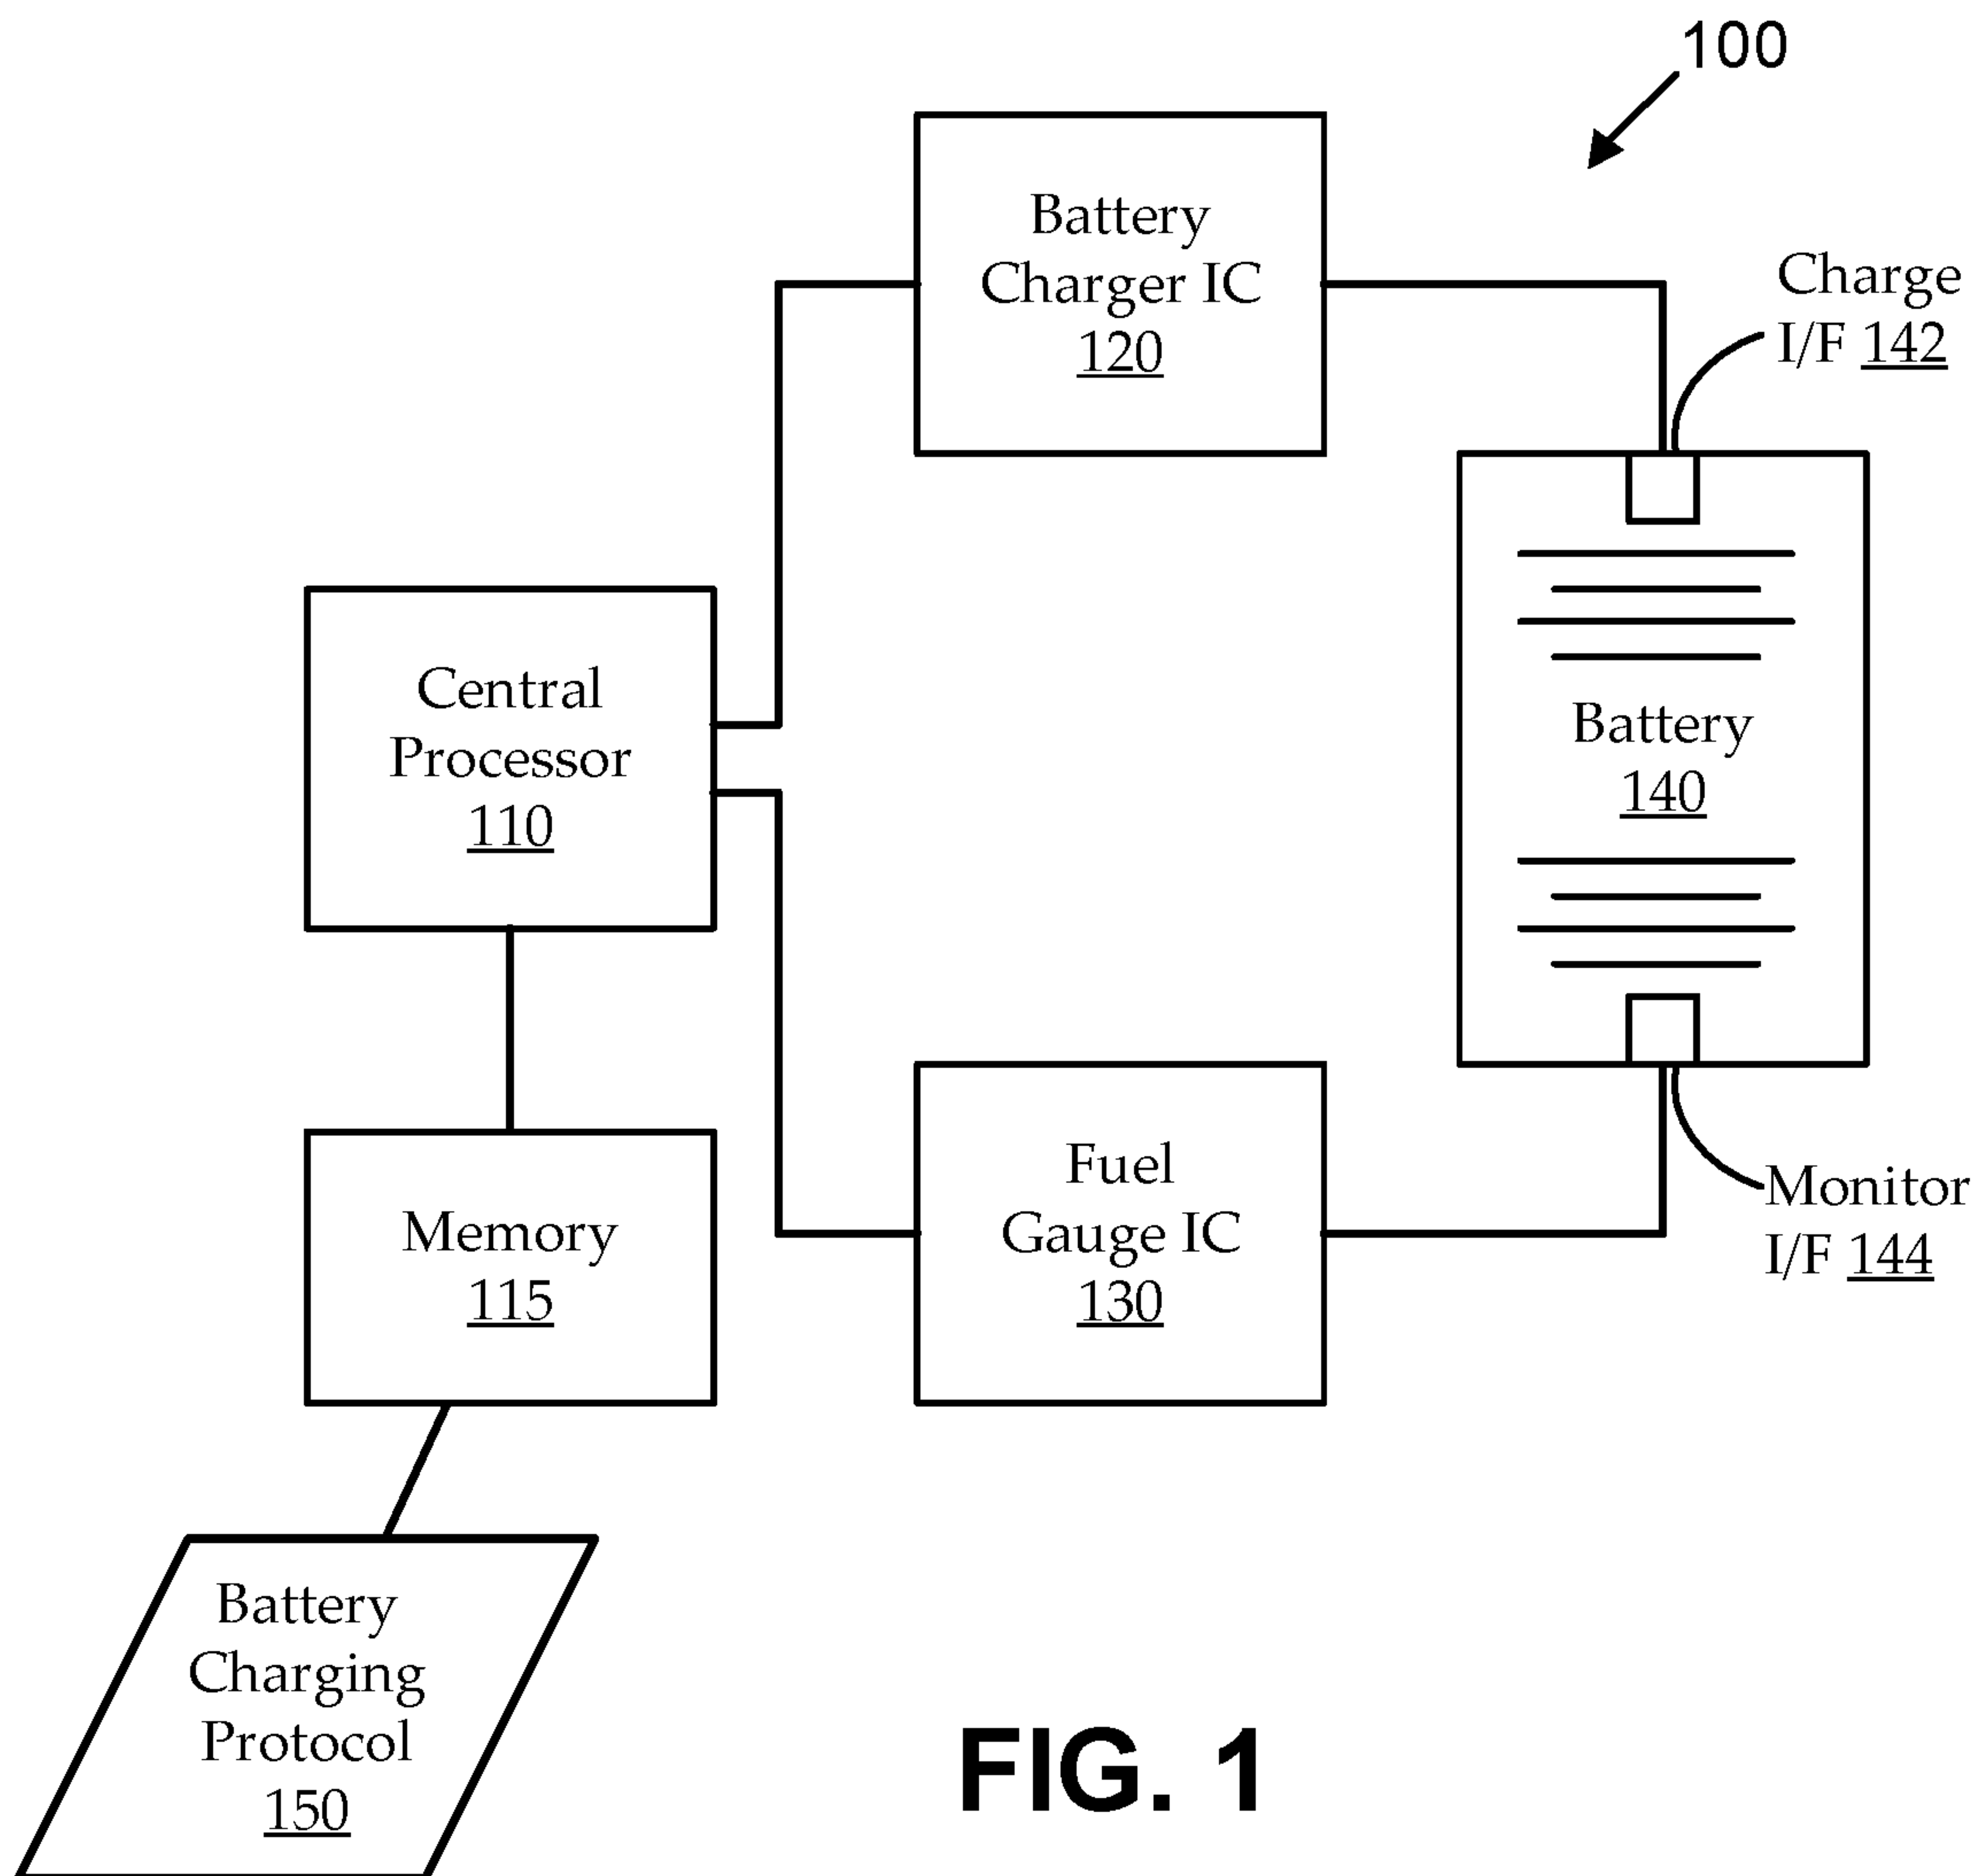 100
Battery
Charger IC
120
Charge
I/F 142
Central
Processor
110
Battery
140
Fuel
Gauge IC
130
Monitor
I/F 144
Memory
115
Battery
Charging
Protocol
150
FIG. 1